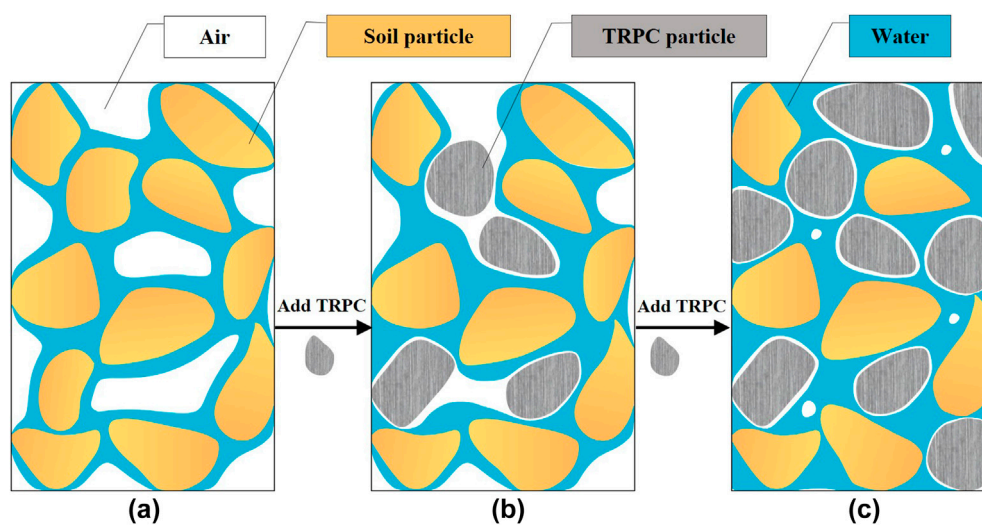 Air
Soil particle
TRPC particle
Water
Add TRPC
Add TRPC
(a)
(b)
(c)